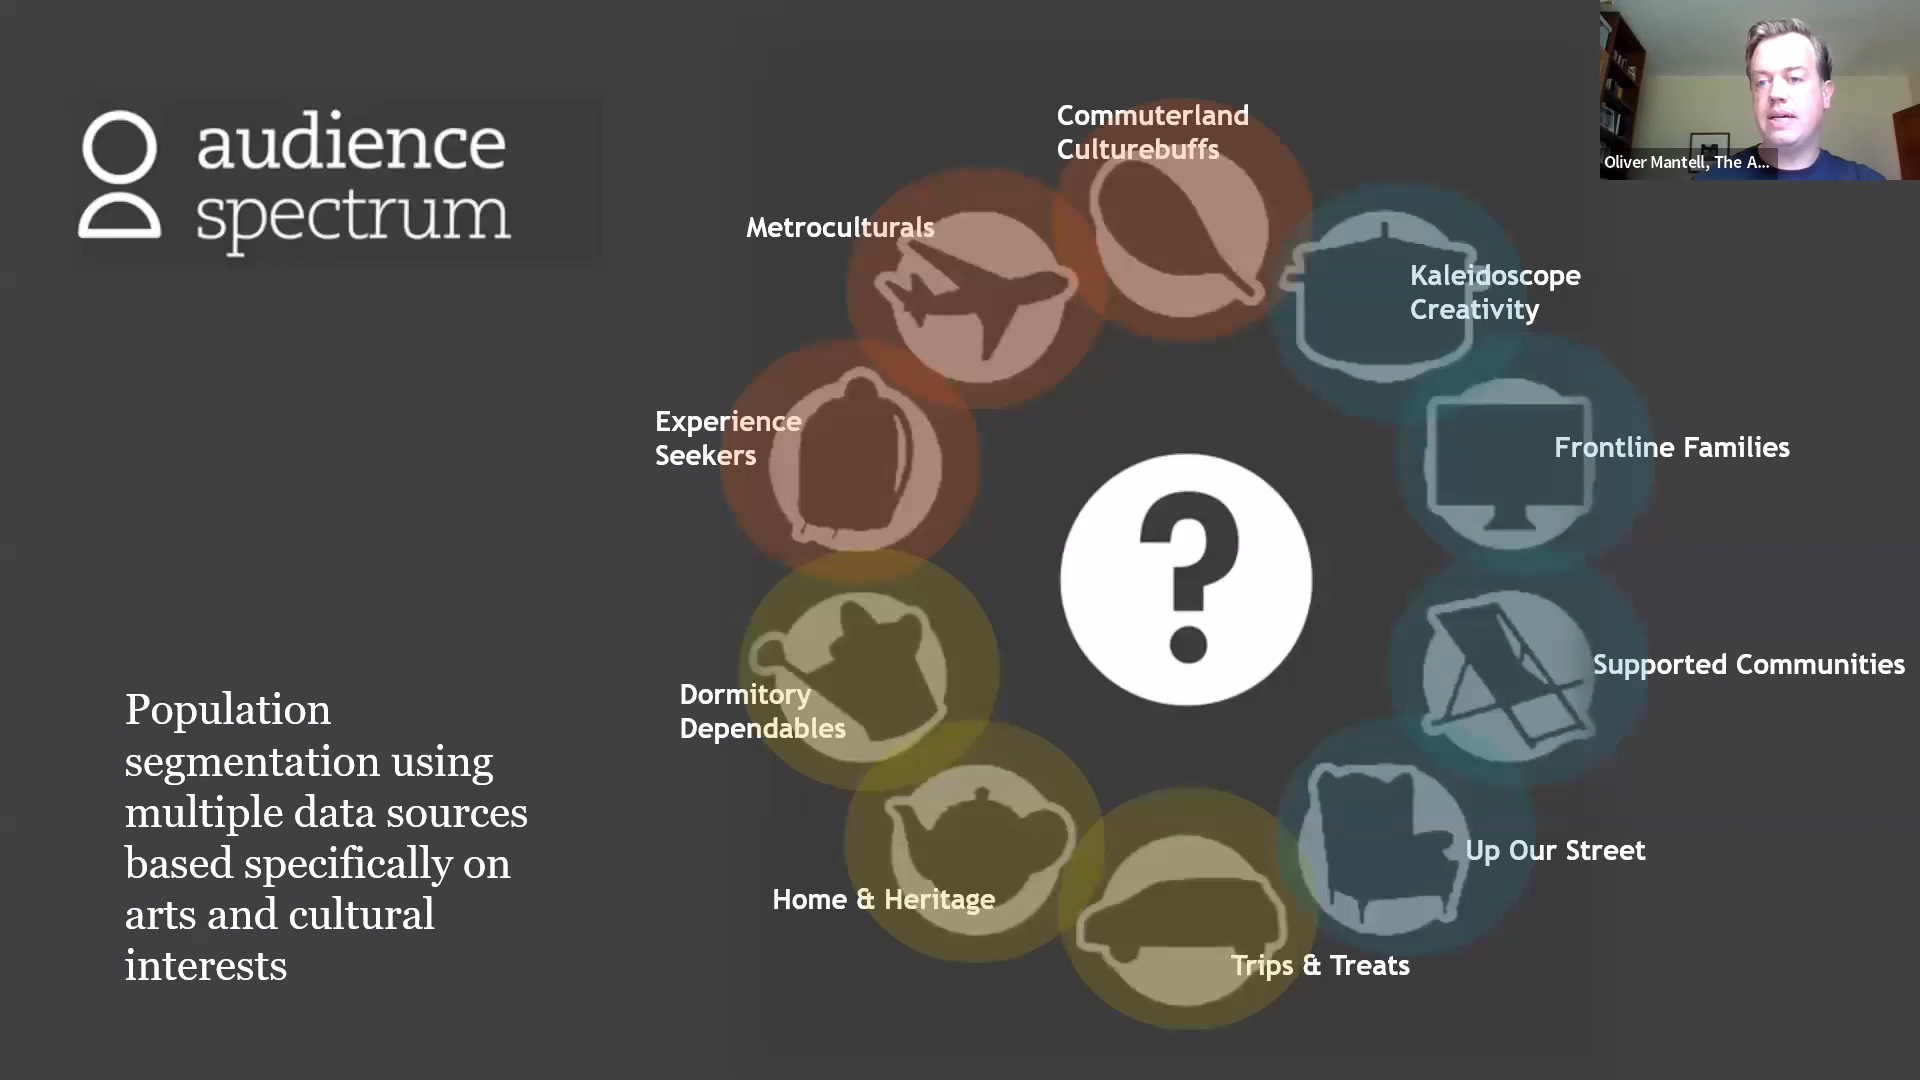 audience
spectrum
Oliver Mantell, The A...
Commuterland
Culturebuffs
Metroculturals
Kaleidoscope
Creativity
Experience
Seekers
Frontline Families
?
Supported Communities
Dormitory
Dependables
Up Our Street
Home & Heritage
Trips & Treats
Population
segmentation using
multiple data sources
based specifically on
arts and cultural
interests